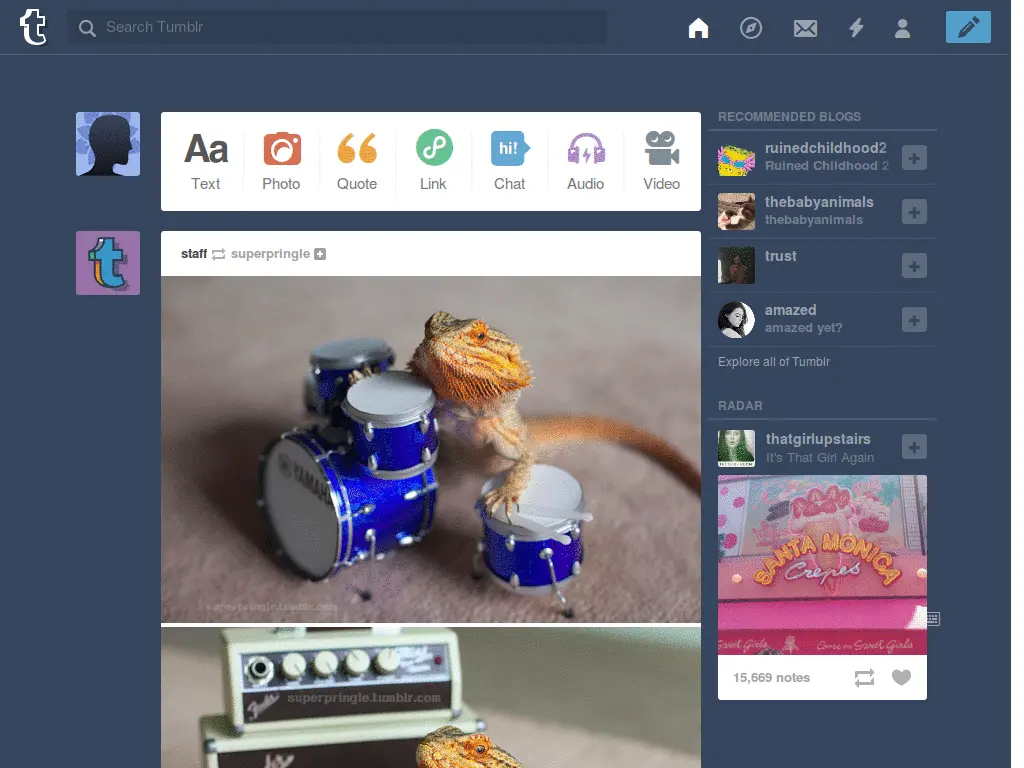 Search Tumblr
Aa
Text
Photo
Quote
Link
hi!
Chat
Audio
Video
staff superpringle
YAMAHA
superpringle.tumblr.com
superpringle.tumblr.com
Fender
RECOMMENDED BLOGS
ruinedchildhood2
Ruined Childhood 2
thebabyanimals
thebabyanimals
trust
amazed
amazed yet?
Explore all of Tumblr
RADAR
thatgirlupstairs
It's That Girl Again
SANTA MONICA
Crepes
Sweet Girls
Come on Sweet Girls
15,669 notes